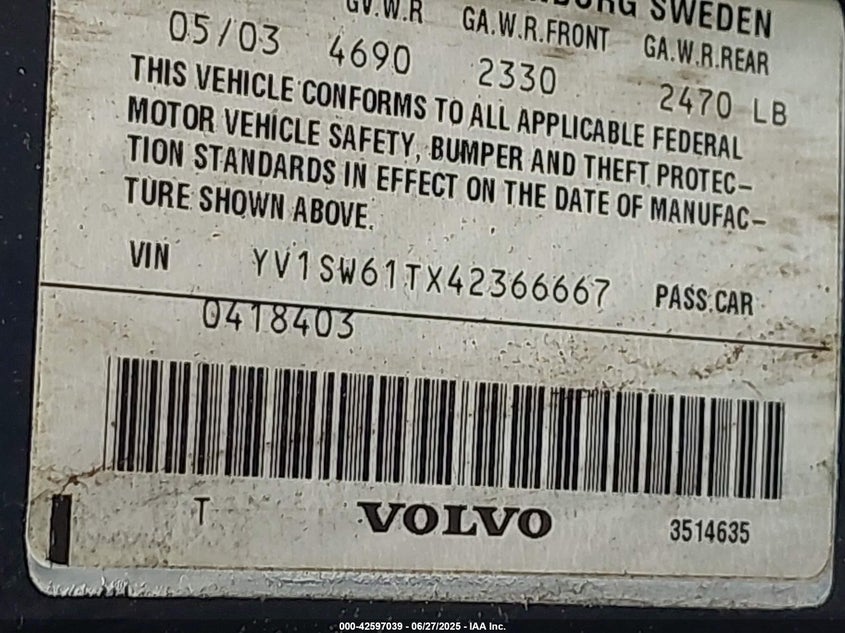 SWEDEN
GV.W.R GA.W.R.FRONT GA.W.R.REAR
05/03 4690 2330 2470 LB
THIS VEHICLE CONFORMS TO ALL APPLICABLE FEDERAL
MOTOR VEHICLE SAFETY, BUMPER AND THEFT PROTEC-
TION STANDARDS IN EFFECT ON THE DATE OF MANUFAC-
TURE SHOWN ABOVE.
VIN YV1SW61TX42366667 PASS.CAR
0418403
T VOLVO 3514635
000-42597039 - 06/27/2025 - IAA Inc.